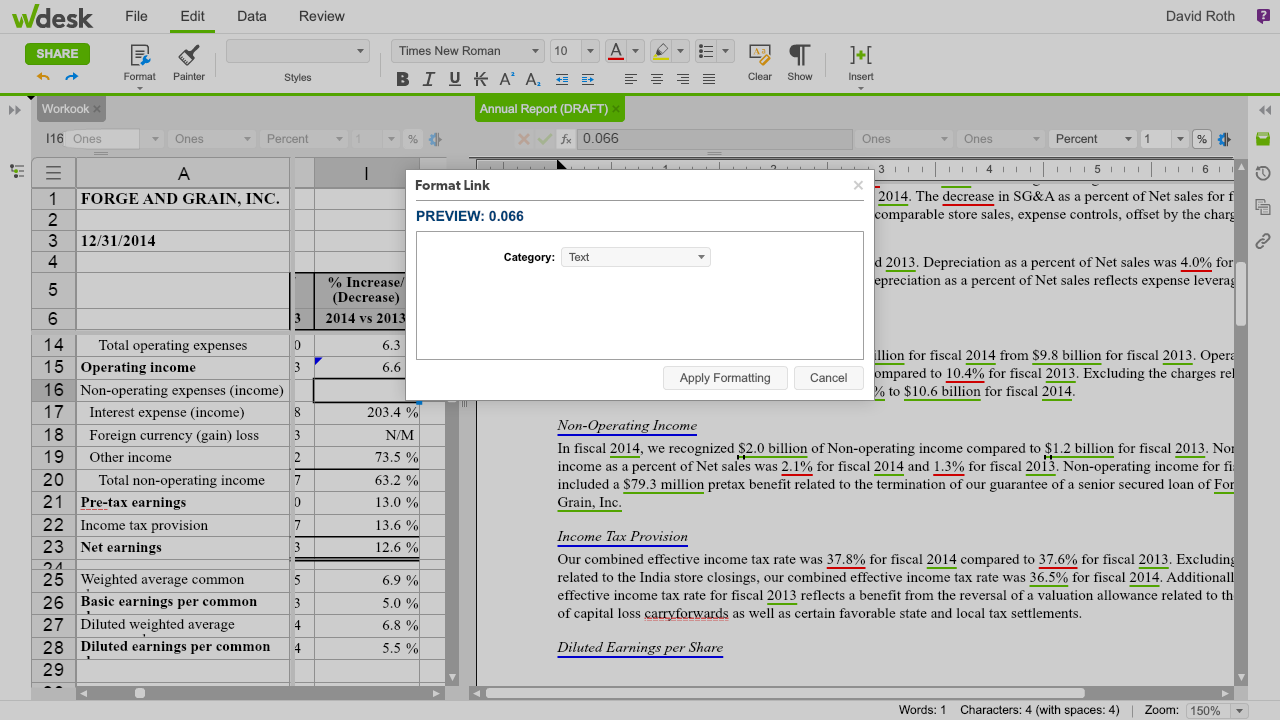 wdesk File Edit Data Review David Roth ?
SHARE Format Painter Styles Times New Roman 10 A Clear Show Insert
B I U A² A₂
Workook × Annual Report (DRAFT) ×
I16 Ones Ones Percent 1 % fx 0.066 Ones Ones Percent 1 %
A I 1 3 4 5 6
1 FORGE AND GRAIN, INC.
2
3 12/31/2014
4
5 % Increase/
(Decrease)
6 3 2014 vs 2013
14 Total operating expenses 0 6.3
15 Operating income 3 6.6
16 Non-operating expenses (income)
17 Interest expense (income) 8 203.4 %
18 Foreign currency (gain) loss 3 N/M
19 Other income 2 73.5 %
20 Total non-operating income 7 63.2 %
21 Pre-tax earnings 0 13.0 %
22 Income tax provision 7 13.6 %
23 Net earnings 3 12.6 %
24
25 Weighted average common 5 6.9 %
26 Basic earnings per common 3 5.0 %
27 Diluted weighted average 4 6.8 %
28 Diluted earnings per common 4 5.5 %
29
Format Link ×
PREVIEW: 0.066
Category: Text
Apply Formatting Cancel
2014. The decrease in SG&A as a percent of Net sales for f
comparable store sales, expense controls, offset by the charg
d 2013. Depreciation as a percent of Net sales was 4.0% for
epreciation as a percent of Net sales reflects expense leverag
illion for fiscal 2014 from $9.8 billion for fiscal 2013. Opera
ompared to 10.4% for fiscal 2013. Excluding the charges rel
% to $10.6 billion for fiscal 2014.
Non-Operating Income
In fiscal 2014, we recognized $2.0 billion of Non-operating income compared to $1.2 billion for fiscal 2013. Non
income as a percent of Net sales was 2.1% for fiscal 2014 and 1.3% for fiscal 2013. Non-operating income for fi
included a $79.3 million pretax benefit related to the termination of our guarantee of a senior secured loan of For
Grain, Inc.
Income Tax Provision
Our combined effective income tax rate was 37.8% for fiscal 2014 compared to 37.6% for fiscal 2013. Excluding
related to the India store closings, our combined effective income tax rate was 36.5% for fiscal 2014. Additionall
effective income tax rate for fiscal 2013 reflects a benefit from the reversal of a valuation allowance related to the
of capital loss carryforwards as well as certain favorable state and local tax settlements.
Diluted Earnings per Share
Words: 1 Characters: 4 (with spaces: 4) | Zoom: 150%